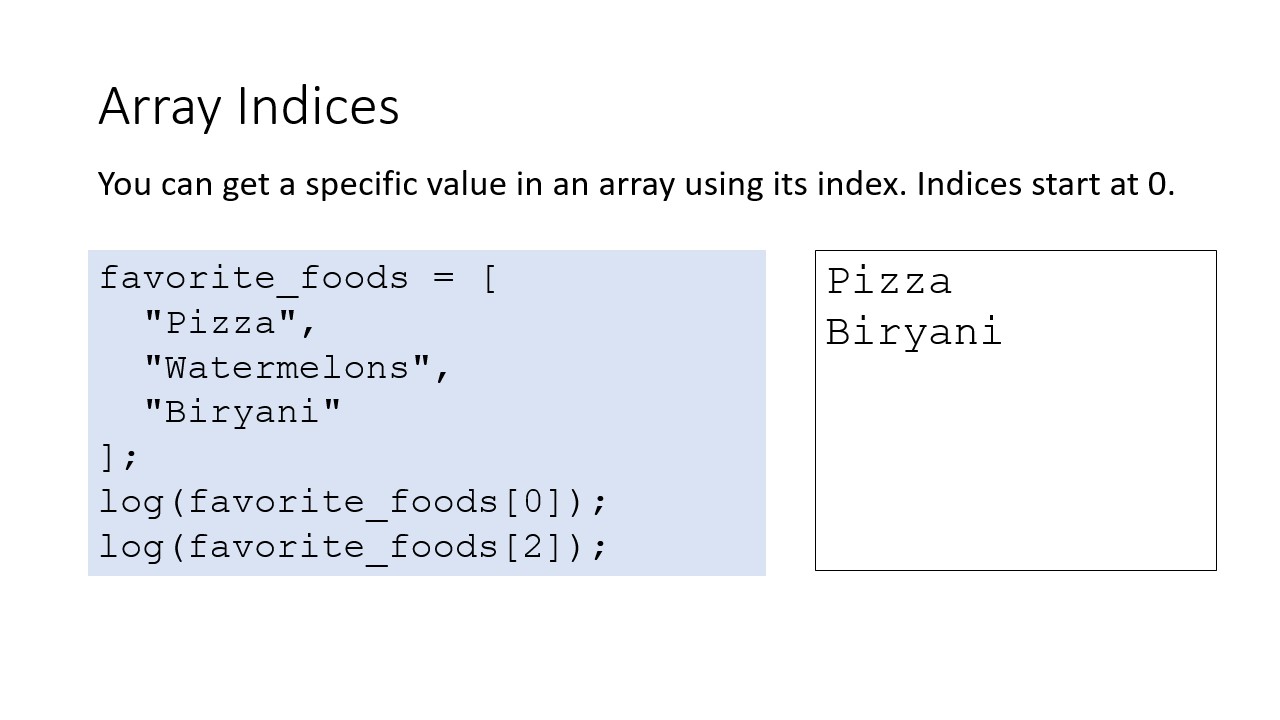 Array Indices
You can get a specific value in an array using its index. Indices start at 0.
favorite_foods = [
  "Pizza",
  "Watermelons",
  "Biryani"
];
log(favorite_foods[0]);
log(favorite_foods[2]);
Pizza
Biryani